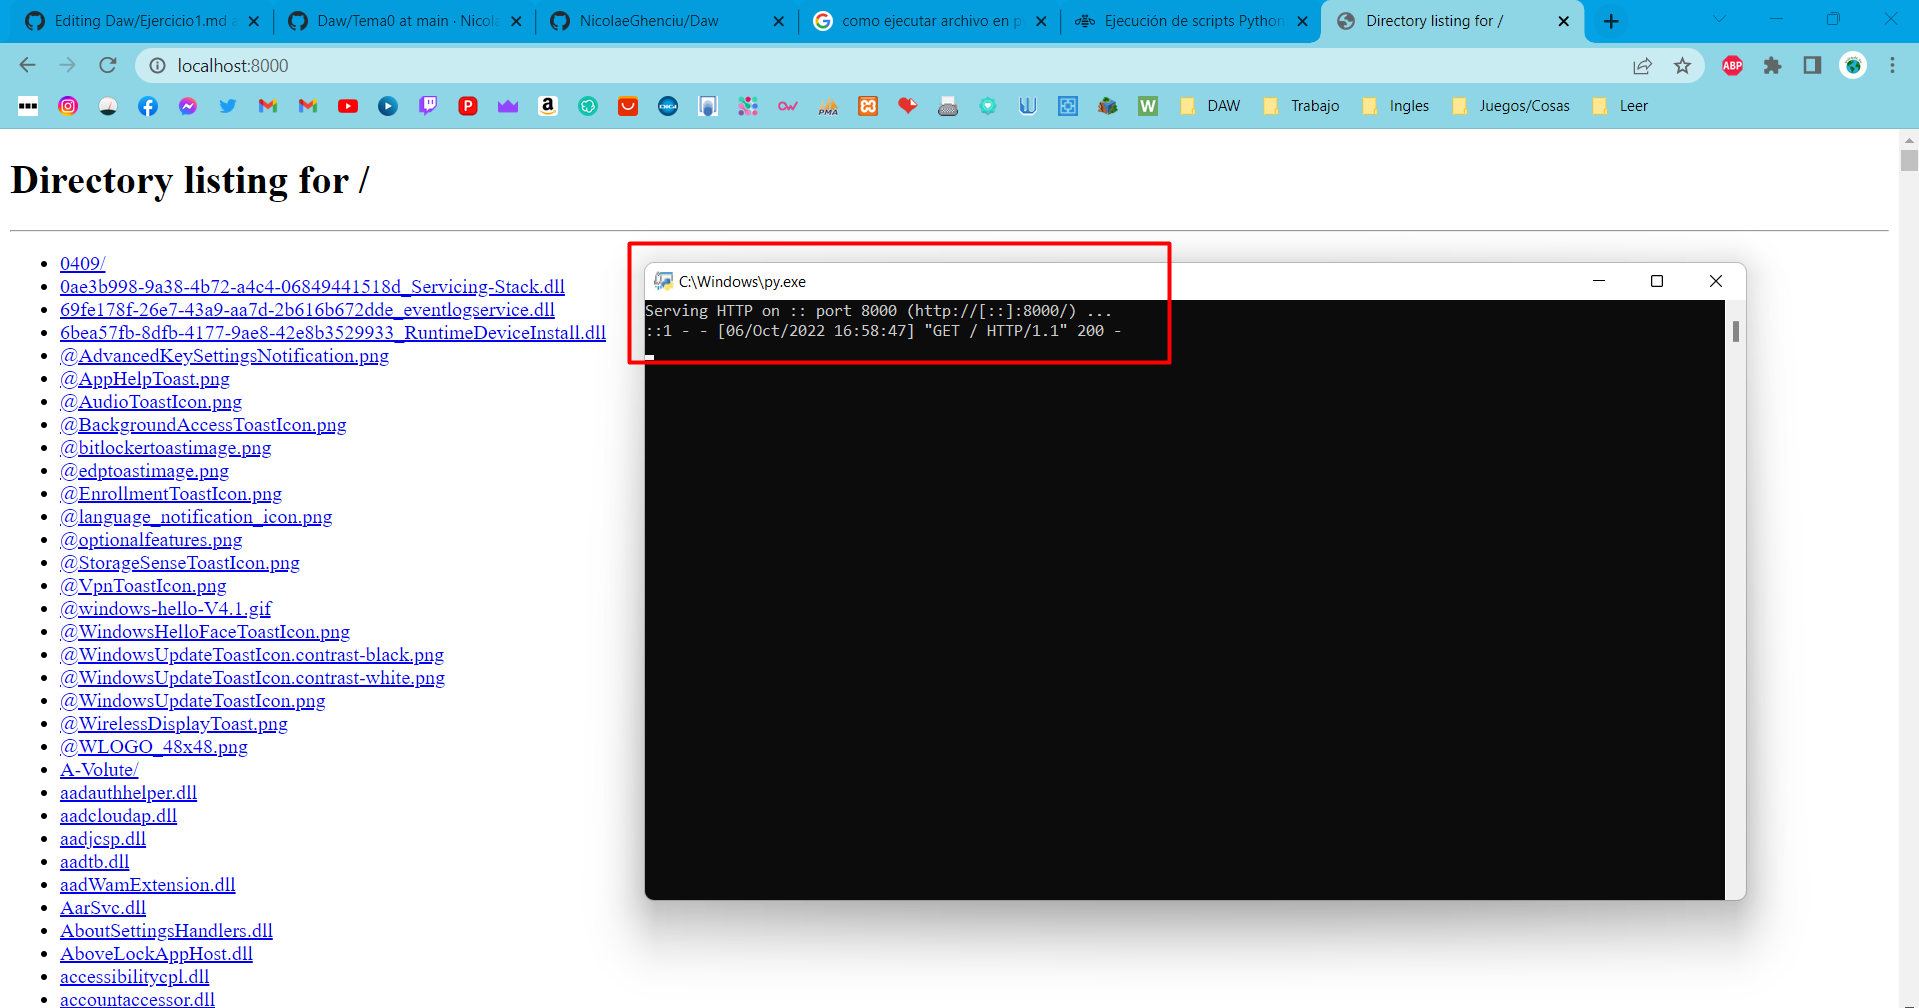 Editing Daw/Ejercicio1.md a
Daw/Tema0 at main · Nicola
NicolaeGhenciu/Daw
como ejecutar archivo en p
Ejecución de scripts Python
Directory listing for /
localhost:8000
ABP
PMA
W
DAW
Trabajo
Ingles
Juegos/Cosas
Leer
Directory listing for /
0409/
0ae3b998-9a38-4b72-a4c4-06849441518d_Servicing-Stack.dll
69fe178f-26e7-43a9-aa7d-2b616b672dde_eventlogservice.dll
6bea57fb-8dfb-4177-9ae8-42e8b3529933_RuntimeDeviceInstall.dll
@AdvancedKeySettingsNotification.png
@AppHelpToast.png
@AudioToastIcon.png
@BackgroundAccessToastIcon.png
@bitlockertoastimage.png
@edptoastimage.png
@EnrollmentToastIcon.png
@language_notification_icon.png
@optionalfeatures.png
@StorageSenseToastIcon.png
@VpnToastIcon.png
@windows-hello-V4.1.gif
@WindowsHelloFaceToastIcon.png
@WindowsUpdateToastIcon.contrast-black.png
@WindowsUpdateToastIcon.contrast-white.png
@WindowsUpdateToastIcon.png
@WirelessDisplayToast.png
@WLOGO_48x48.png
A-Volute/
aadauthhelper.dll
aadcloudap.dll
aadjcsp.dll
aadtb.dll
aadWamExtension.dll
AarSvc.dll
AboutSettingsHandlers.dll
AboveLockAppHost.dll
accessibilitycpl.dll
accountaccessor.dll
C:\Windows\py.exe
Serving HTTP on :: port 8000 (http://[::]:8000/) ...
::1 - - [06/Oct/2022 16:58:47] "GET / HTTP/1.1" 200 -